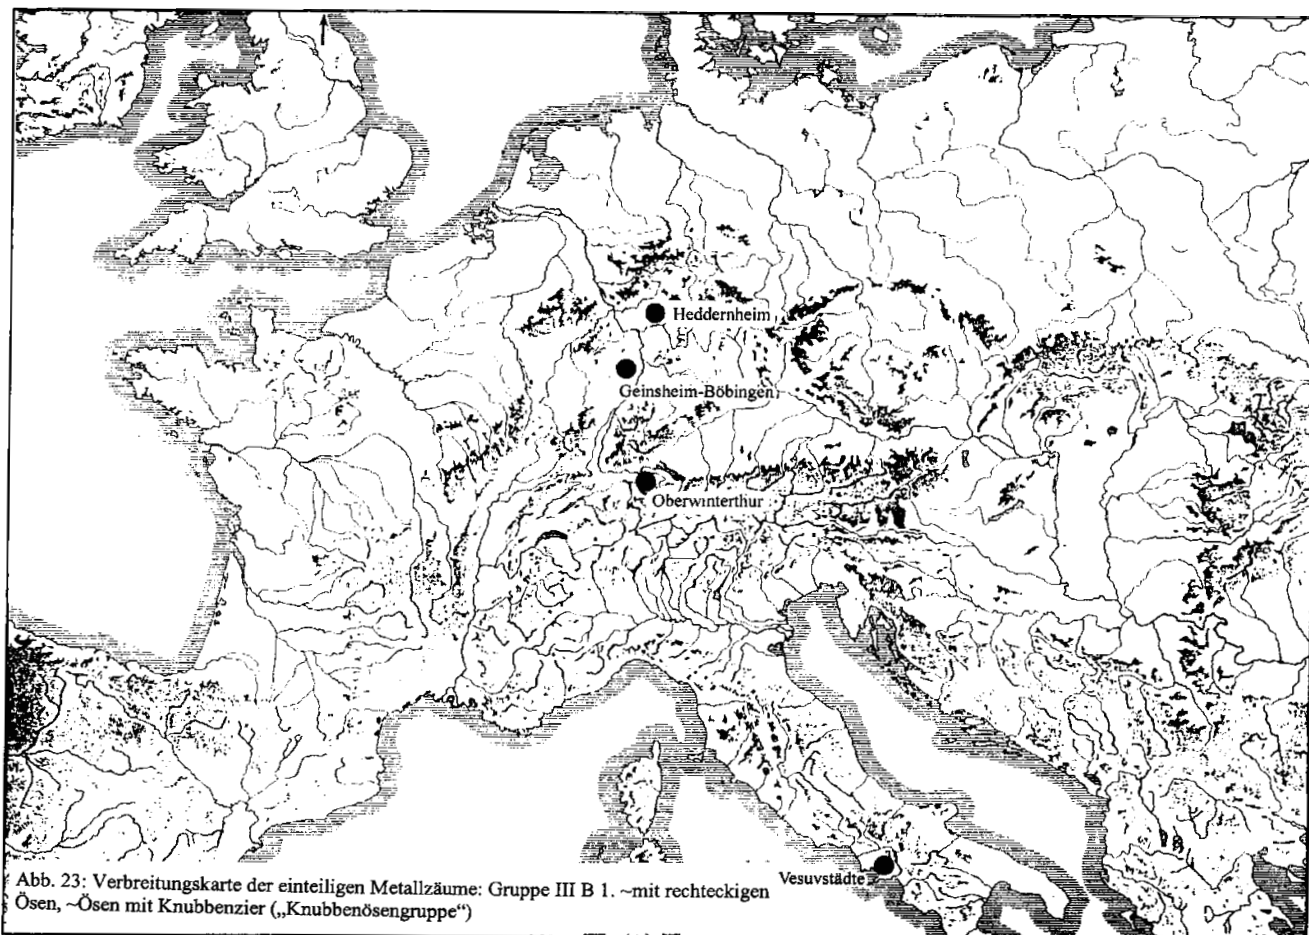 Heddernheim
Geinsheim-Böbingen
Oberwinterthur
Vesuvstädte
Abb. 23: Verbreitungskarte der einteiligen Metallzäume: Gruppe III B 1. ~mit rechteckigen
Ösen, ~Ösen mit Knubbenzier („Knubbenösengruppe“)